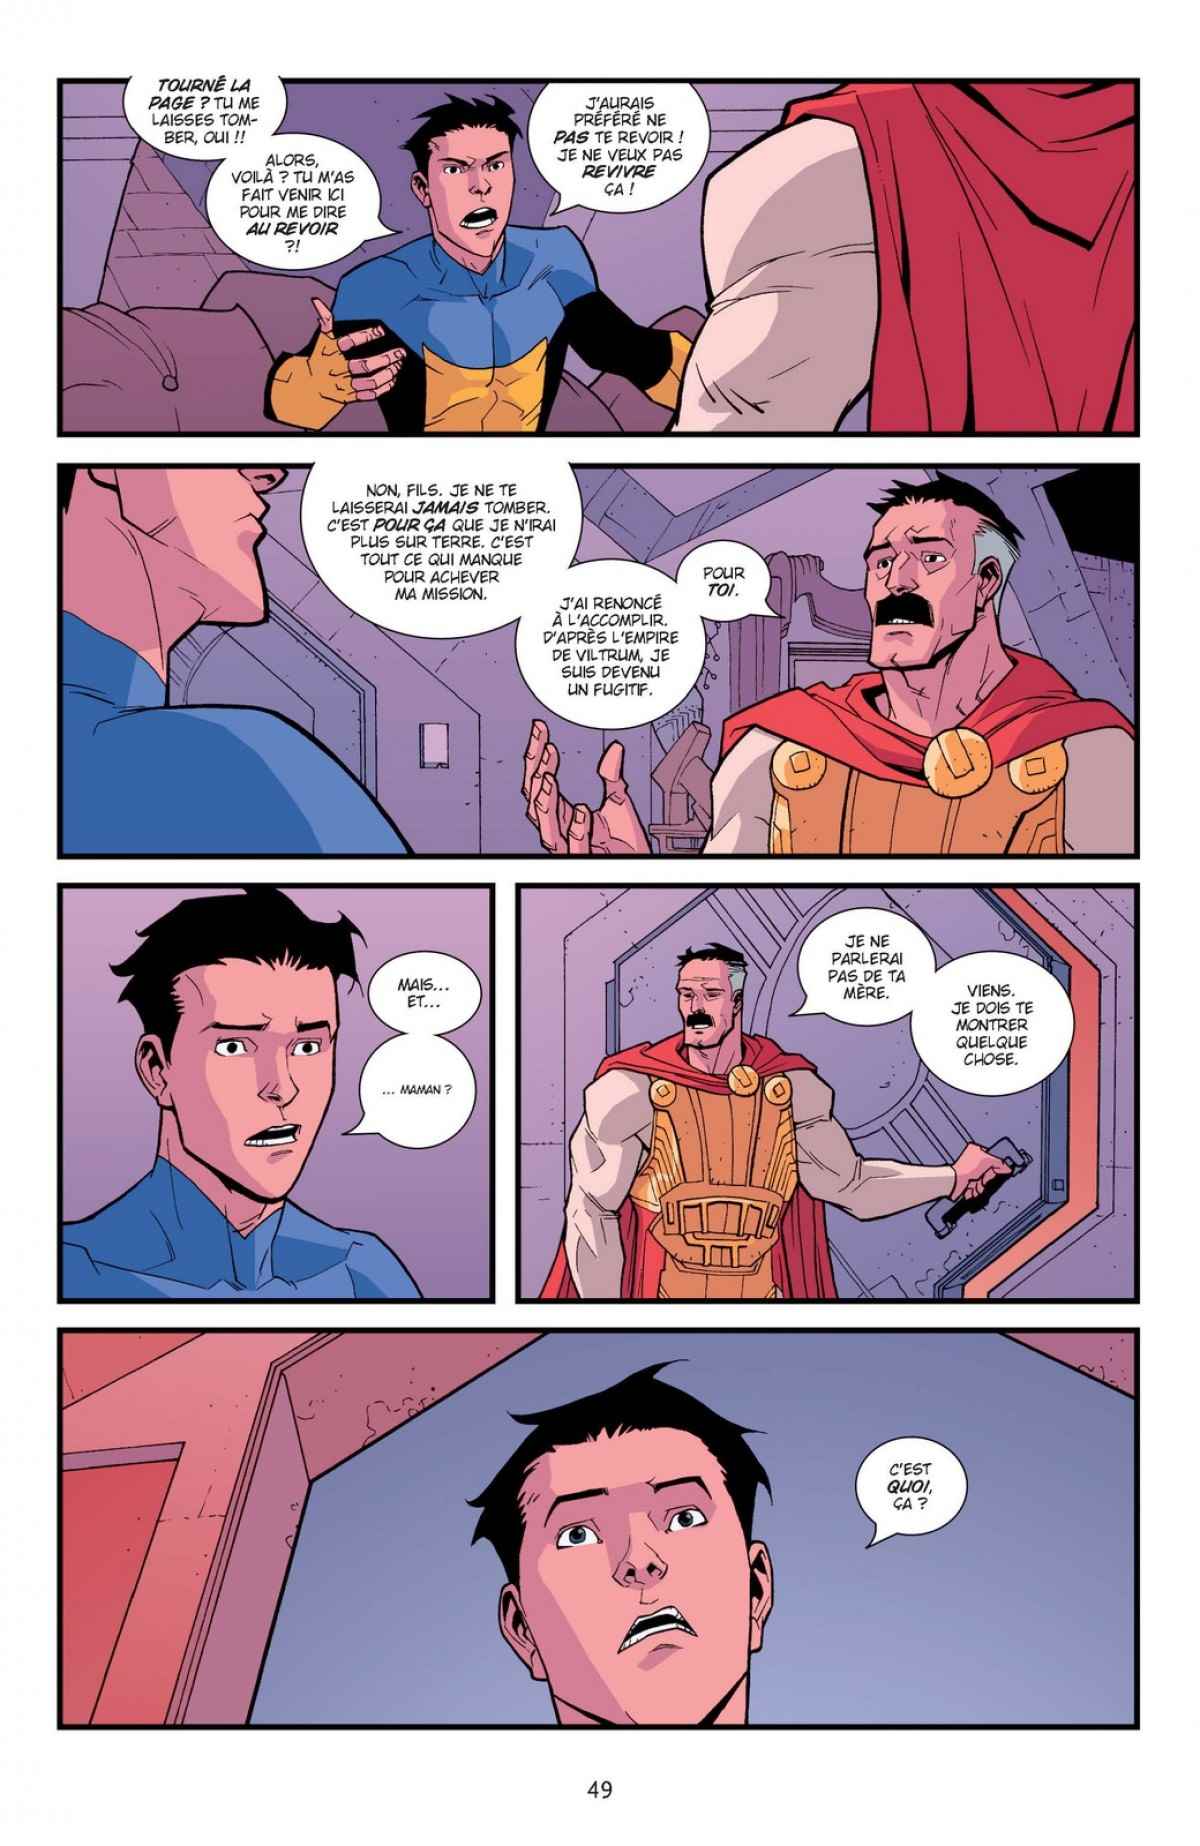 TOURNÉ LA
PAGE ? TU ME
LAISSES TOM-
BER, OUI !!
ALORS,
VOILÀ ? TU M'AS
FAIT VENIR ICI
POUR ME DIRE
AU REVOIR
?!
J'AURAIS
PRÉFÉRÉ NE
PAS TE REVOIR !
JE NE VEUX PAS
REVIVRE
ÇA !
NON, FILS. JE NE TE
LAISSERAI JAMAIS TOMBER.
C'EST POUR ÇA QUE JE N'IRAI
PLUS SUR TERRE. C'EST
TOUT CE QUI MANQUE
POUR ACHEVER
MA MISSION.
J'AI RENONCÉ
À L'ACCOMPLIR.
D'APRÈS L'EMPIRE
DE VILTRUM, JE
SUIS DEVENU
UN FUGITIF.
POUR
TOI.
MAIS...
ET...
... MAMAN ?
JE NE
PARLERAI
PAS DE TA
MÈRE.
VIENS.
JE DOIS TE
MONTRER
QUELQUE
CHOSE.
C'EST
QUOI,
ÇA ?
49